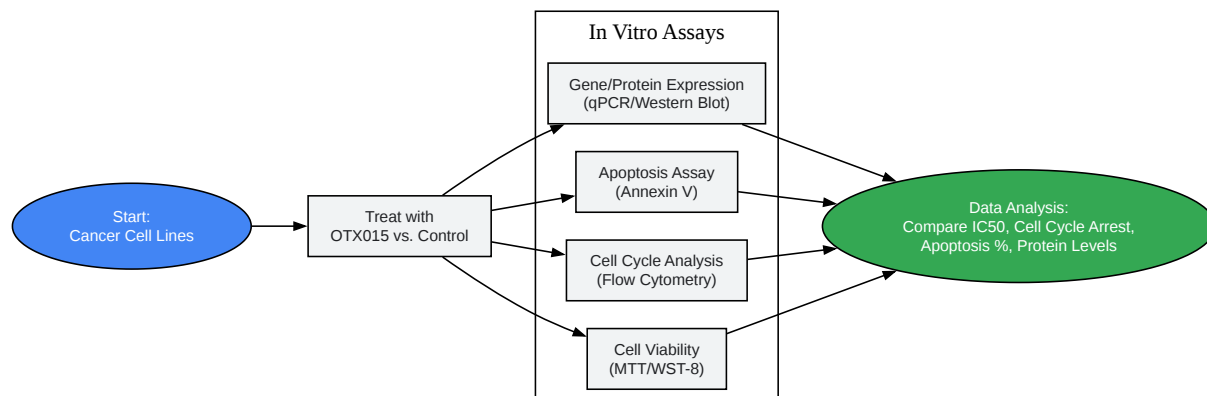 In Vitro Assays
Gene/Protein Expression
(qPCR/Western Blot)
Apoptosis Assay
(Annexin V)
Start:
Cancer Cell Lines
Treat with
OTX015 vs. Control
Data Analysis:
Compare IC50, Cell Cycle Arrest,
Apoptosis %, Protein Levels
Cell Cycle Analysis
(Flow Cytometry)
Cell Viability
(MTT/WST-8)